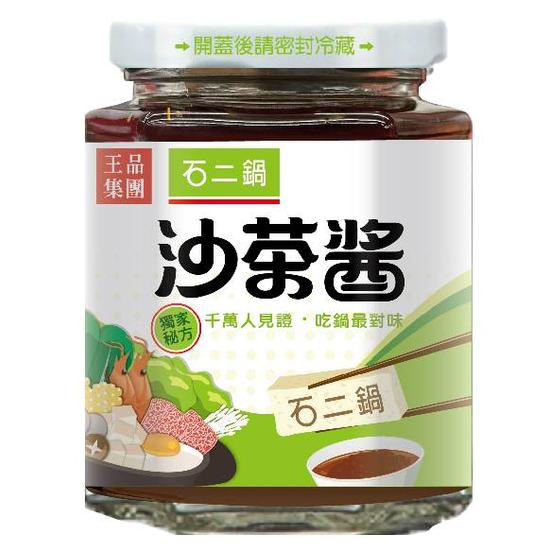 →開蓋後請密封冷藏→
王品
集團
石二鍋
沙茶醬
獨家
秘方
千萬人見證・吃鍋最對味
石二鍋